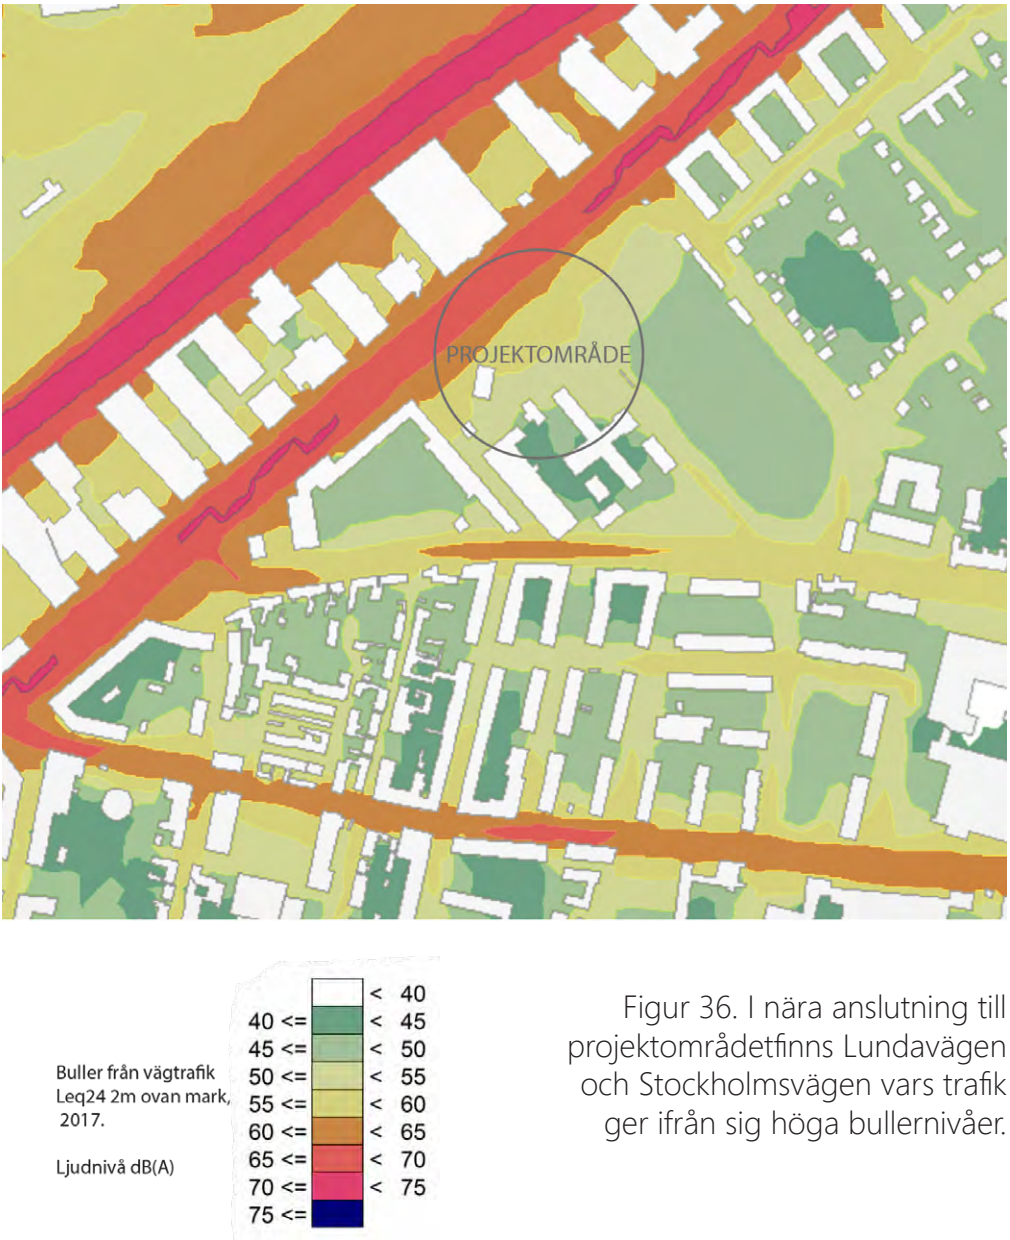 PROJEKTOMRÅDE
< 40
40 <= < 45
45 <= < 50
50 <= < 55
55 <= < 60
60 <= < 65
65 <= < 70
70 <= < 75
75 <=
Buller från vägtrafik
Leq24 2m ovan mark,
2017.
Ljudnivå dB(A)
Figur 36. I nära anslutning till
projektområdetfinns Lundavägen
och Stockholmsvägen vars trafik
ger ifrån sig höga bullernivåer.